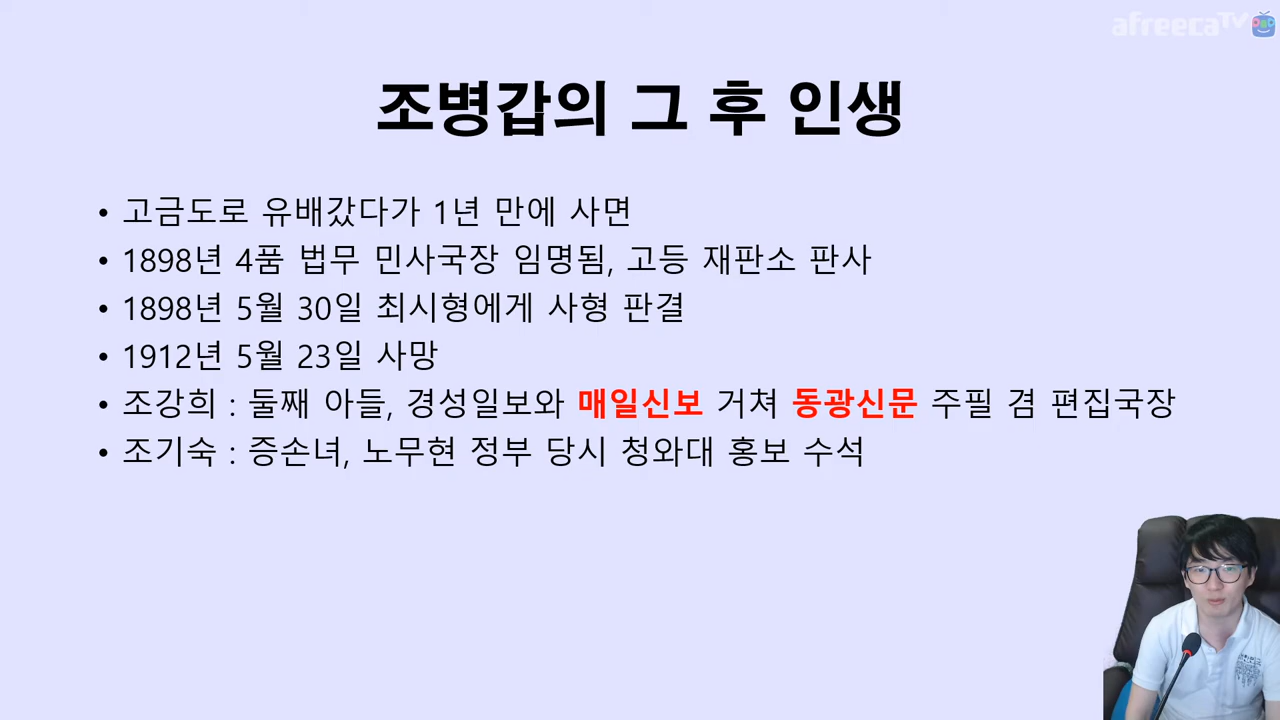 afreecaTV
조병갑의 그 후 인생
• 고금도로 유배갔다가 1년 만에 사면
• 1898년 4품 법무 민사국장 임명됨, 고등 재판소 판사
• 1898년 5월 30일 최시형에게 사형 판결
• 1912년 5월 23일 사망
• 조강희 : 둘째 아들, 경성일보와 매일신보 거쳐 동광신문 주필 겸 편집국장
• 조기숙 : 증손녀, 노무현 정부 당시 청와대 홍보 수석